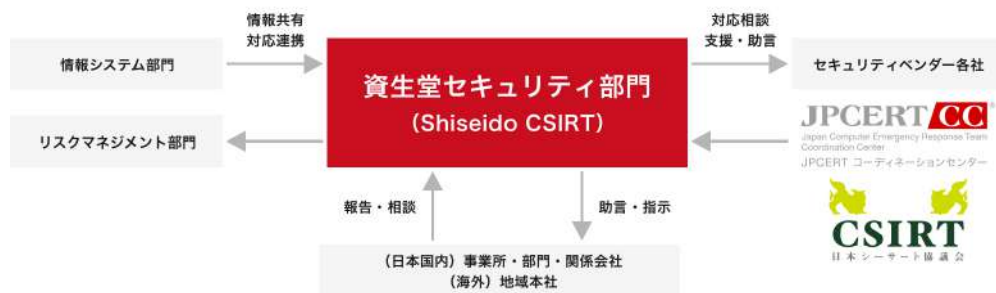 情報共有
対応連携
対応相談
支援・助言
情報システム部門
資生堂セキュリティ部門
(Shiseido CSIRT)
セキュリティベンダー各社
リスクマネジメント部門
JPCERT CC®
Japan Computer Emergency Response Team
Coordination Center
JPCERT コーディネーションセンター
報告・相談
助言・指示
CSIRT
日本シーサート協議会
(日本国内)事業所・部門・関係会社
(海外)地域本社